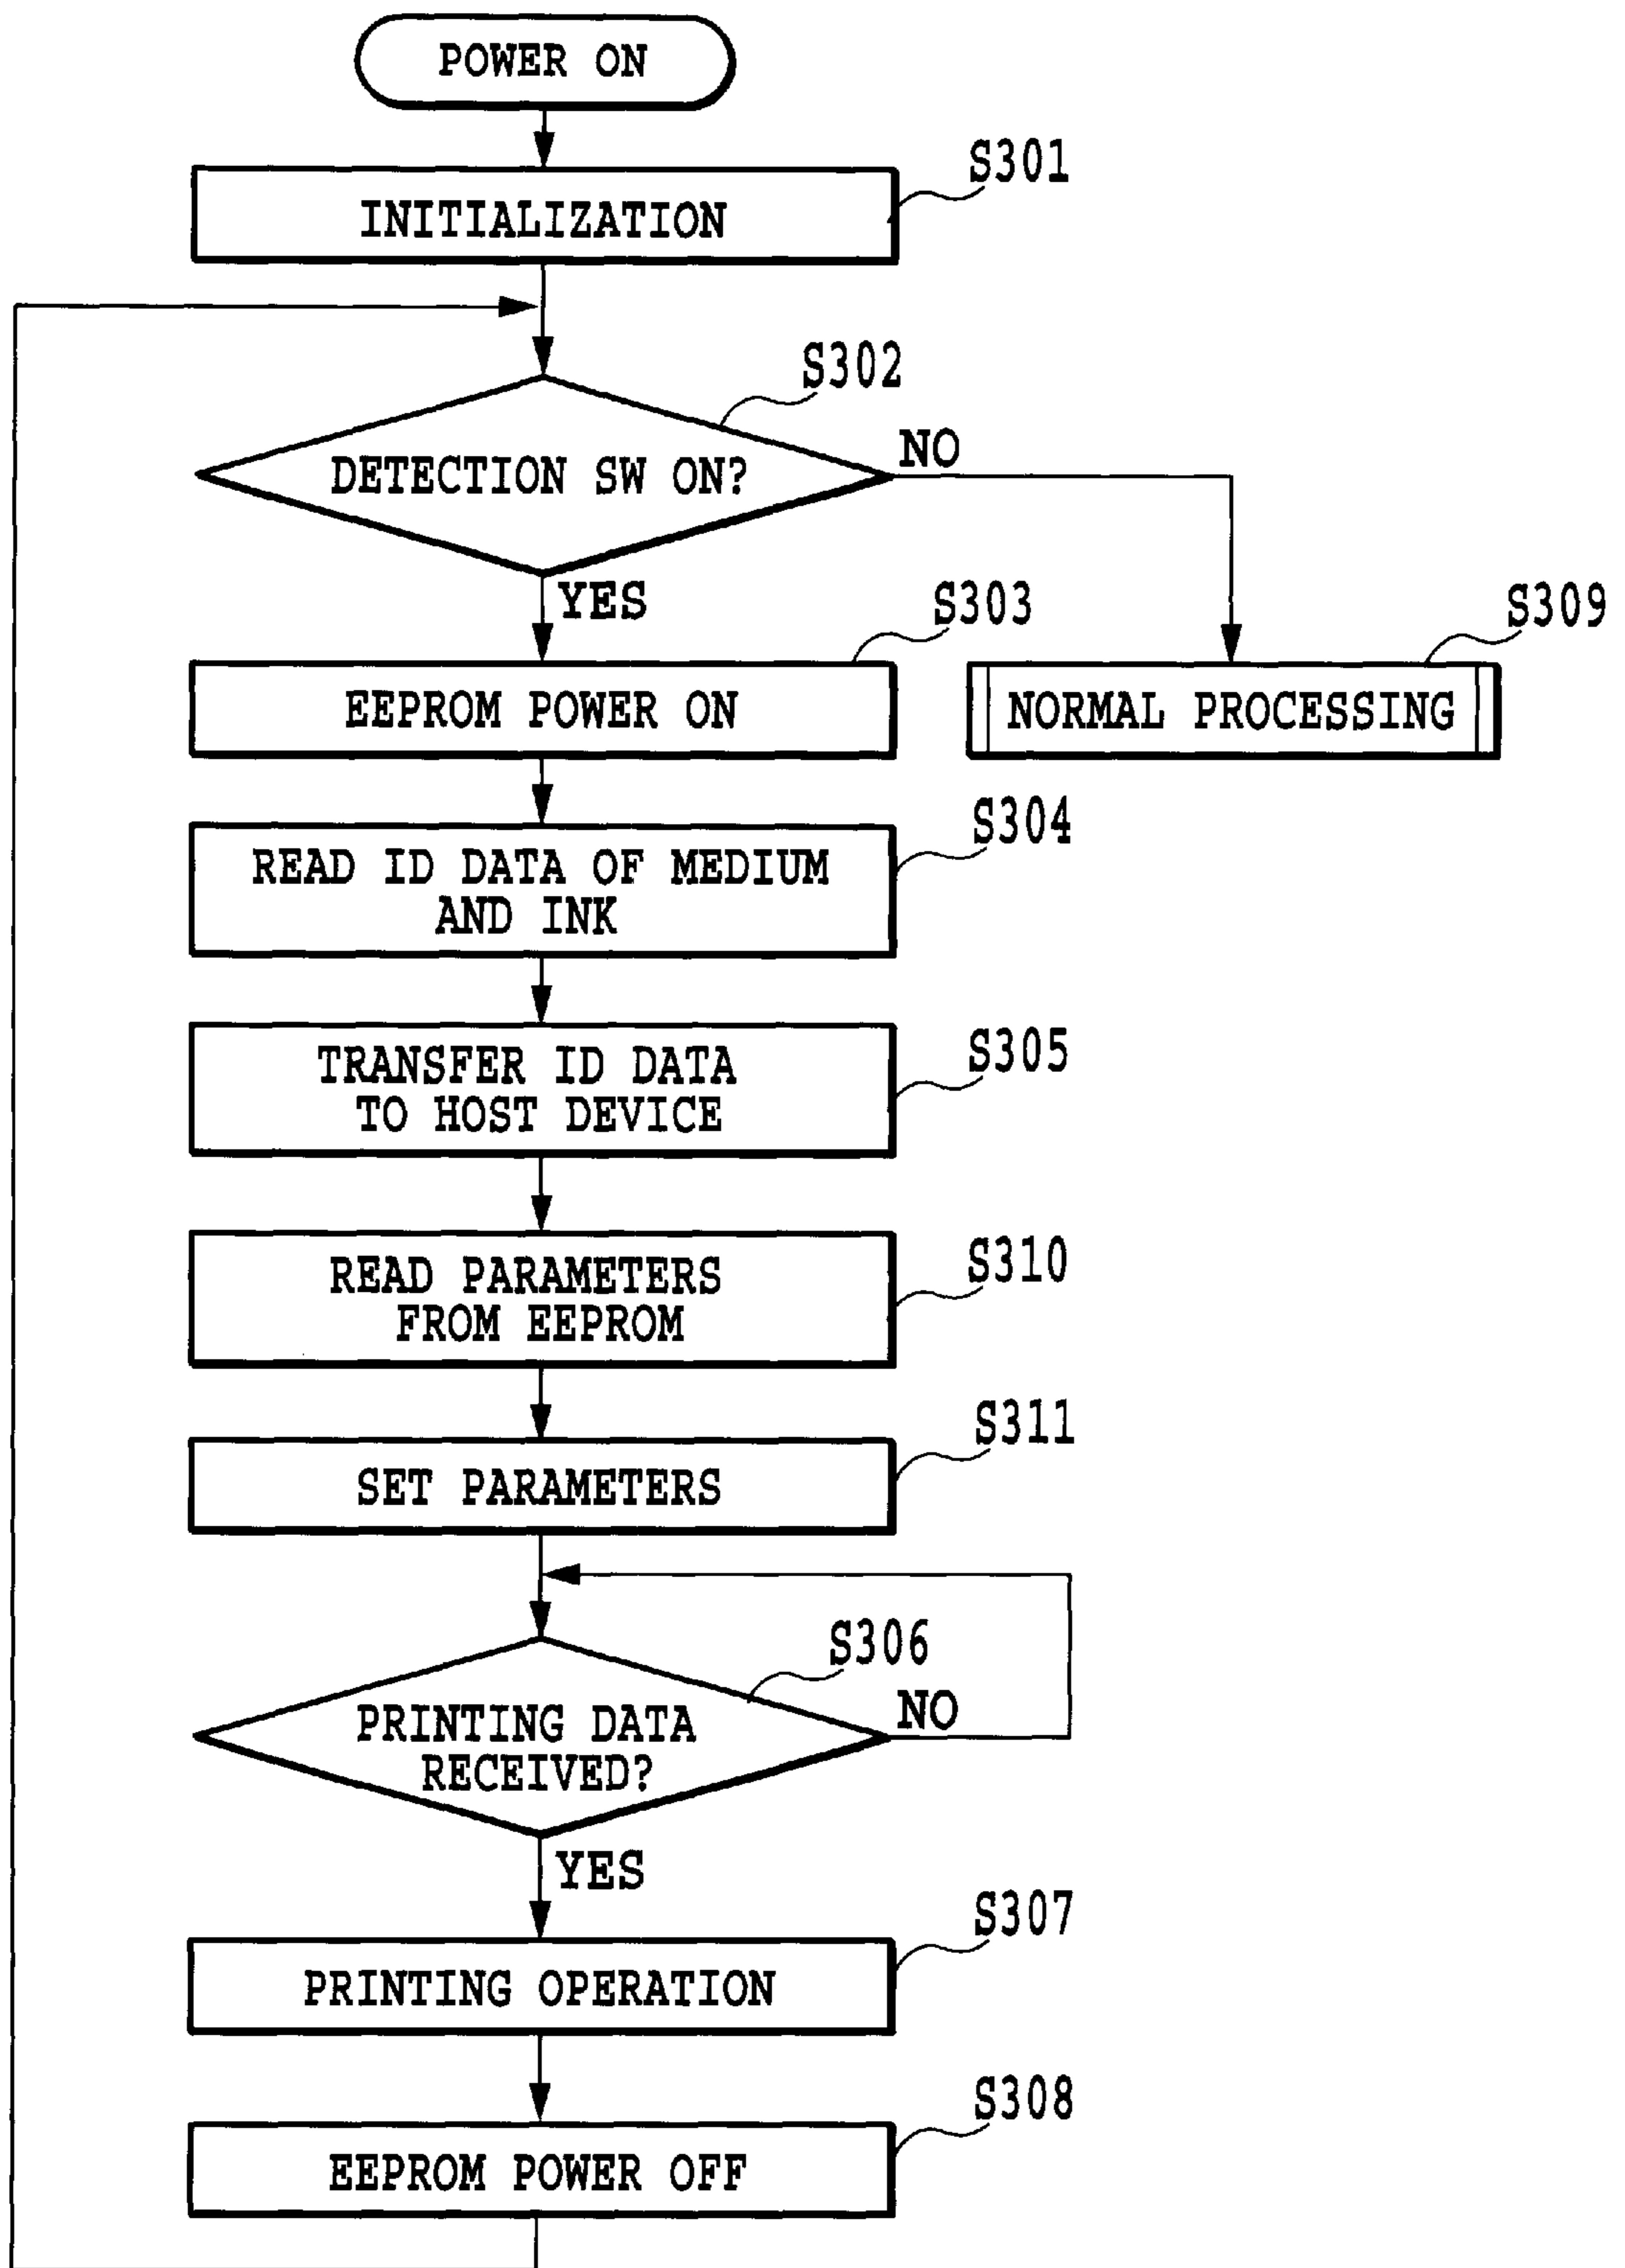 POWER ON
S301
INITIALIZATION
S302
DETECTION SW ON?
NO
YES
S303
S309
EEPROM POWER ON
NORMAL PROCESSING
S304
READ ID DATA OF MEDIUM
AND INK
S305
TRANSFER ID DATA
TO HOST DEVICE
S310
READ PARAMETERS
FROM EEPROM
S311
SET PARAMETERS
S306
PRINTING DATA
RECEIVED?
NO
YES
S307
PRINTING OPERATION
S308
EEPROM POWER OFF